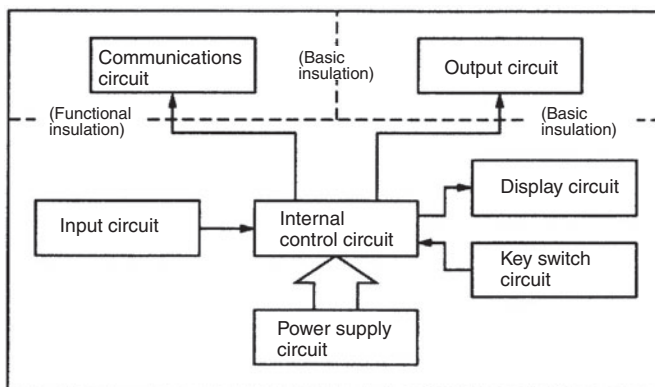 Communications
circuit
(Basic
insulation)
Output circuit
(Functional
insulation)
(Basic
insulation)
Input circuit
Internal
control circuit
Display circuit
Key switch
circuit
Power supply
circuit